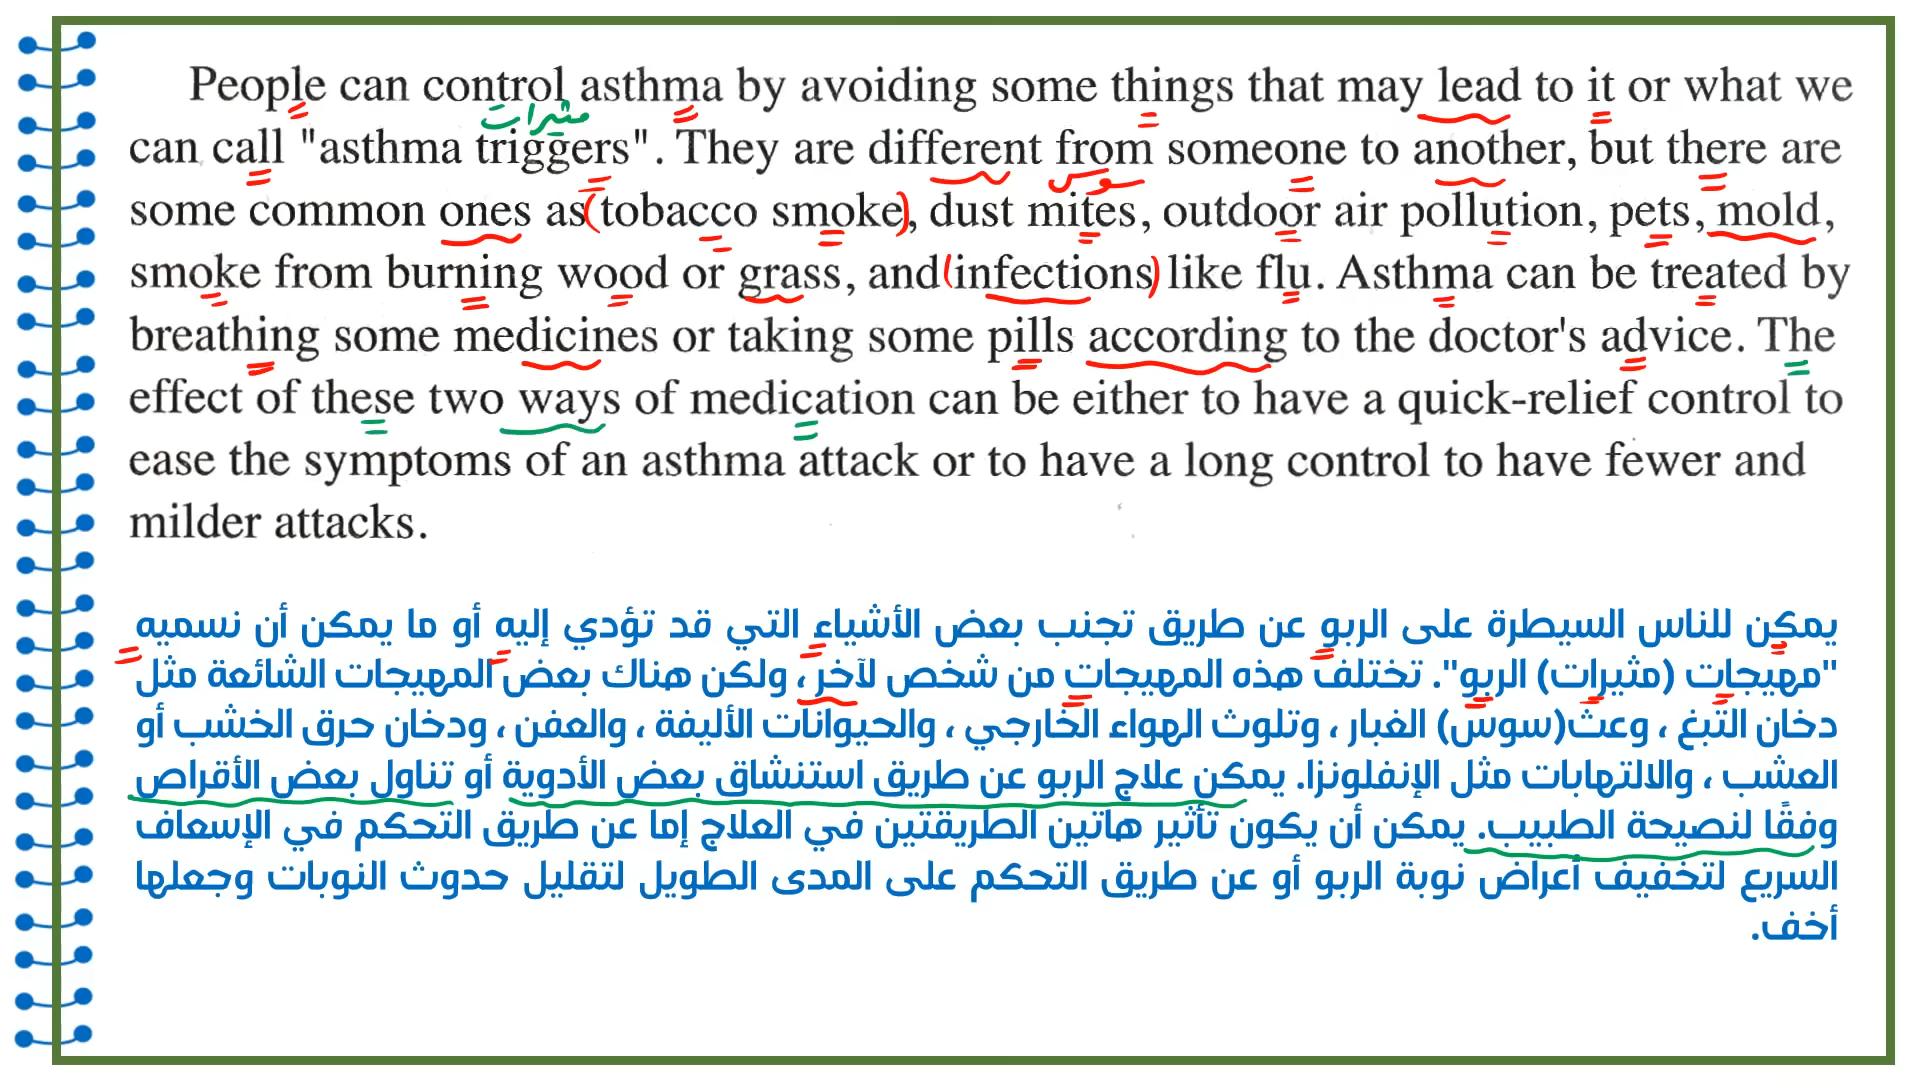 People can control asthma by avoiding some things that may lead to it or what we
مثيرات
can call "asthma triggers". They are different from someone to another, but there are
سوس
some common ones as (tobacco smoke), dust mites, outdoor air pollution, pets, mold,
smoke from burning wood or grass, and (infections) like flu. Asthma can be treated by
breathing some medicines or taking some pills according to the doctor's advice. The
effect of these two ways of medication can be either to have a quick-relief control to
ease the symptoms of an asthma attack or to have a long control to have fewer and
milder attacks.
يمكن للناس السيطرة على الربو عن طريق تجنب بعض الأشياء التي قد تؤدي إليه أو ما يمكن أن نسميه
"مهيجات (مثيرات) الربو". تختلف هذه المهيجات من شخص لآخر ، ولكن هناك بعض المهيجات الشائعة مثل
دخان التبغ ، وعث(سوس) الغبار ، وتلوث الهواء الخارجي ، والحيوانات الأليفة ، والعفن ، ودخان حرق الخشب أو
العشب ، والالتهابات مثل الإنفلونزا. يمكن علاج الربو عن طريق استنشاق بعض الأدوية أو تناول بعض الأقراص
وفقًا لنصيحة الطبيب. يمكن أن يكون تأثير هاتين الطريقتين في العلاج إما عن طريق التحكم في الإسعاف
السريع لتخفيف أعراض نوبة الربو أو عن طريق التحكم على المدى الطويل لتقليل حدوث النوبات وجعلها
أخف.